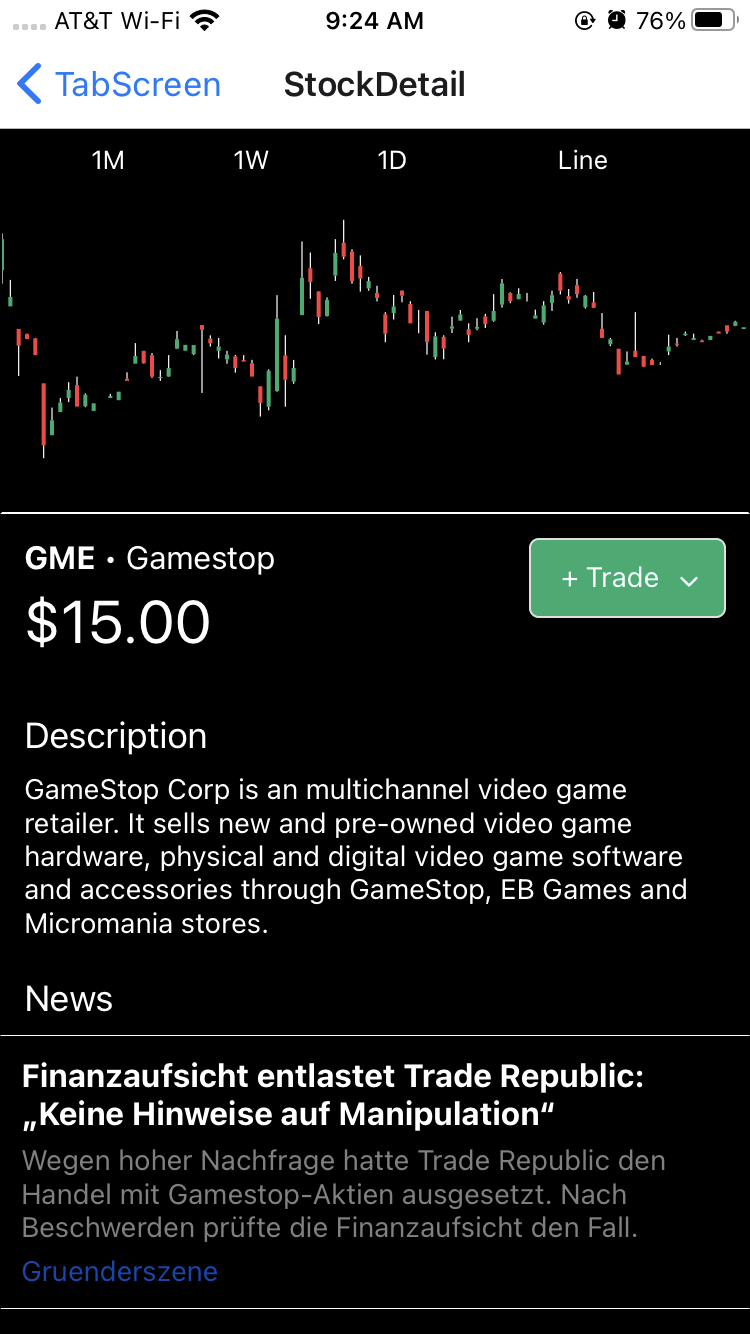 AT&T Wi-Fi 9:24 AM 76%
TabScreen StockDetail
1M 1W 1D Line
GME • Gamestop
+ Trade
$15.00
Description
GameStop Corp is an multichannel video game
retailer. It sells new and pre-owned video game
hardware, physical and digital video game software
and accessories through GameStop, EB Games and
Micromania stores.
News
Finanzaufsicht entlastet Trade Republic:
„Keine Hinweise auf Manipulation“
Wegen hoher Nachfrage hatte Trade Republic den
Handel mit Gamestop-Aktien ausgesetzt. Nach
Beschwerden prüfte die Finanzaufsicht den Fall.
Gruenderszene